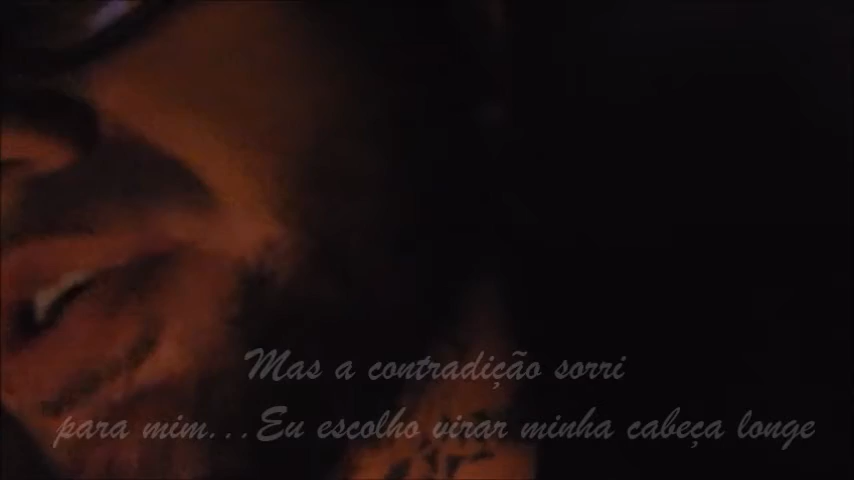 Mas a contradição sorri
para mim...Eu escolho virar minha cabeça longe